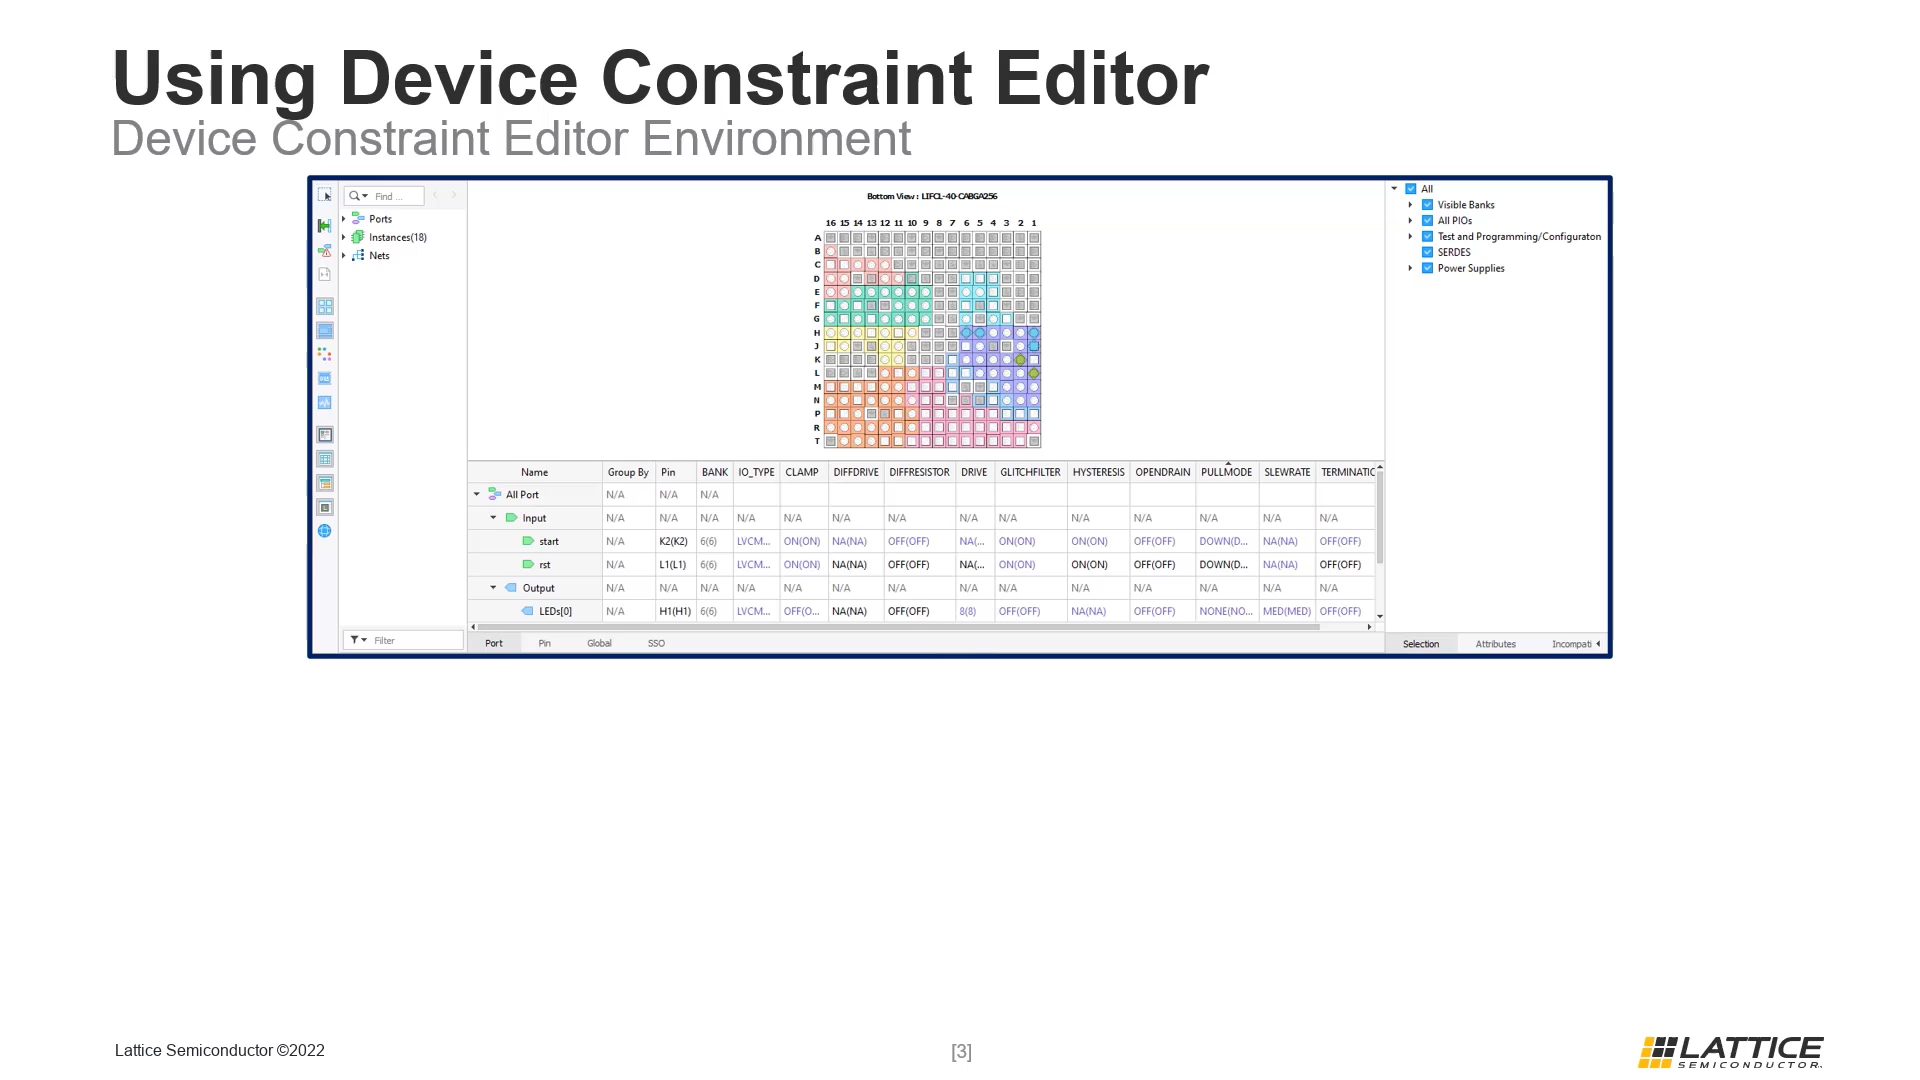 Using Device Constraint Editor
Device Constraint Editor Environment
Find ...
Ports
Instances(18)
Nets
Filter
Bottom View : LIFCL-40-CABGA256
16 15 14 13 12 11 10 9 8 7 6 5 4 3 2 1
A
B
C
D
E
F
G
H
J
K
L
M
N
P
R
T
Name Group By Pin BANK IO_TYPE CLAMP DIFFDRIVE DIFFRESISTOR DRIVE GLITCHFILTER HYSTERESIS OPENDRAIN PULLMODE SLEWRATE TERMINATIC
All Port N/A N/A N/A
Input N/A N/A N/A N/A N/A N/A N/A N/A N/A N/A N/A N/A N/A N/A
start N/A K2(K2) 6(6) LVCM... ON(ON) NA(NA) OFF(OFF) NA(... ON(ON) ON(ON) OFF(OFF) DOWN(D... NA(NA) OFF(OFF)
rst N/A L1(L1) 6(6) LVCM... ON(ON) NA(NA) OFF(OFF) NA(... ON(ON) ON(ON) OFF(OFF) DOWN(D... NA(NA) OFF(OFF)
Output N/A N/A N/A N/A N/A N/A N/A N/A N/A N/A N/A N/A N/A N/A
LEDs[0] N/A H1(H1) 6(6) LVCM... OFF(O... NA(NA) OFF(OFF) 8(8) OFF(OFF) NA(NA) OFF(OFF) NONE(NO... MED(MED) OFF(OFF)
Port Pin Global SSO
All
Visible Banks
All PIOs
Test and Programming/Configuraton
SERDES
Power Supplies
Selection Attributes Incompati
Lattice Semiconductor ©2022
[3]
LATTICE
SEMICONDUCTOR